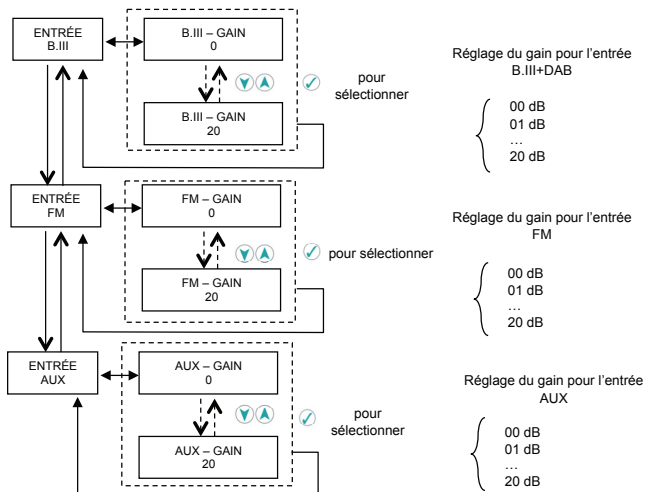 ENTRÉE
B.III
B.III – GAIN
0
B.III – GAIN
20
pour
sélectionner
Réglage du gain pour l'entrée
B.III+DAB
00 dB
01 dB
...
20 dB
ENTRÉE
FM
FM – GAIN
0
FM – GAIN
20
pour sélectionner
Réglage du gain pour l'entrée
FM
00 dB
01 dB
...
20 dB
ENTRÉE
AUX
AUX – GAIN
0
AUX – GAIN
20
pour
sélectionner
Réglage du gain pour l'entrée
AUX
00 dB
01 dB
...
20 dB